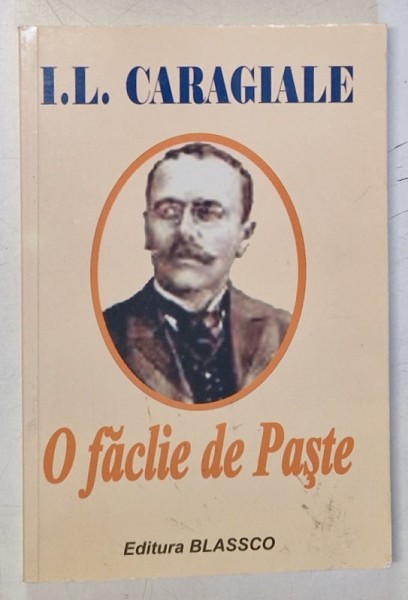 I.L. CARAGIALE
O făclie de Paşte
Editura BLASSCO